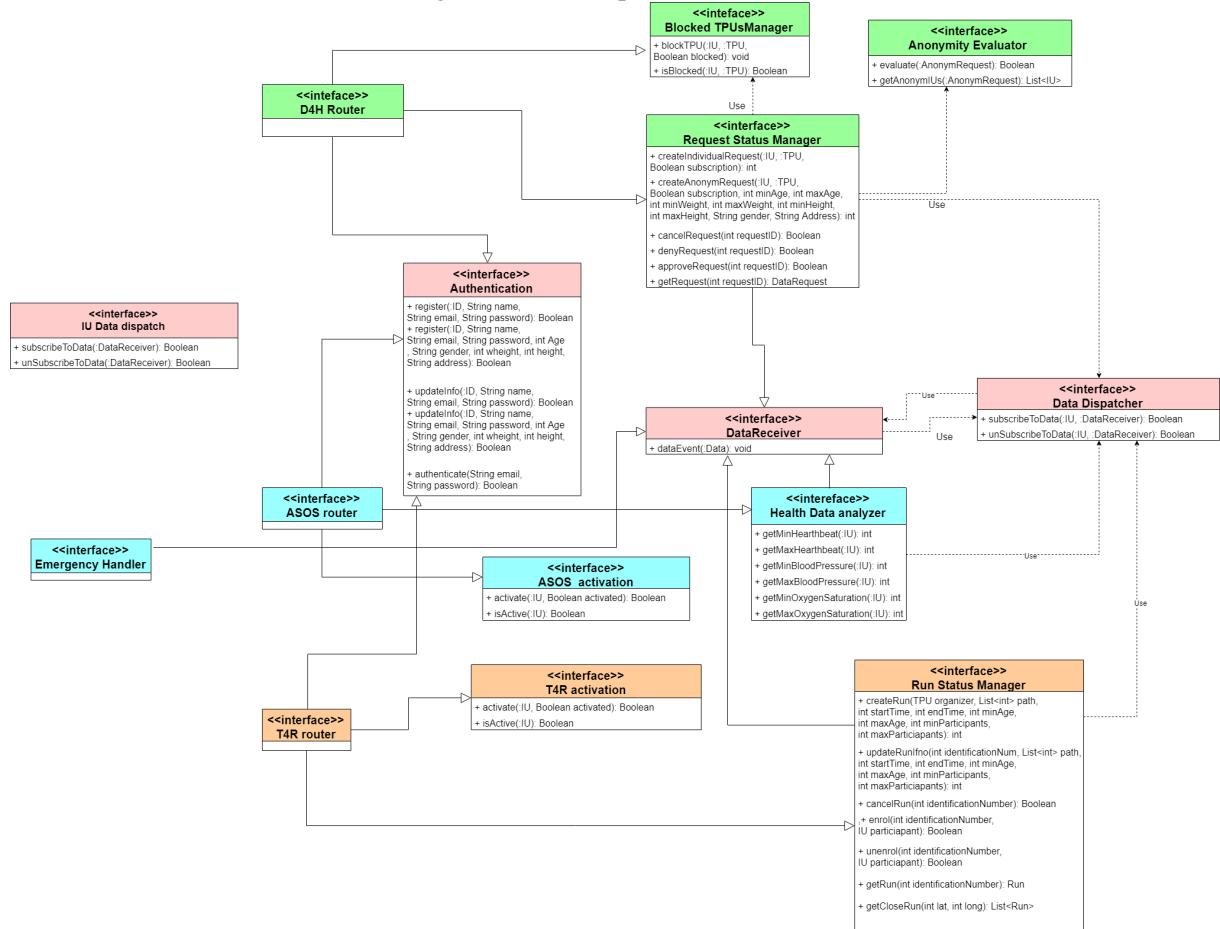 <<inteface>>
Blocked TPUsManager
+ blockTPU(:IU, :TPU,
Boolean blocked): void
+ isBlocked(:IU, :TPU): Boolean
<<interface>>
Anonymity Evaluator
+ evaluate(:AnonymRequest): Boolean
+ getAnonymIUs(:AnonymRequest): List<IU>
<<inteface>>
D4H Router
Use
<<interface>>
Request Status Manager
+ createIndividualRequest(:IU, :TPU,
Boolean subscription): int
+ createAnonymRequest(:IU, :TPU,
Boolean subscription, int minAge, int maxAge,
int minWeight, int maxWeight, int minHeight,
int maxHeight, String gender, String Address): int
+ cancelRequest(int requestID): Boolean
+ denyRequest(int requestID): Boolean
+ approveRequest(int requestID): Boolean
+ getRequest(int requestID): DataRequest
Use
<<interface>>
Authentication
+ register(:ID, String name,
String email, String password): Boolean
+ register(:ID, String name,
String email, String password, int Age
, String gender, int wheight, int height,
String address): Boolean
+ updateInfo(:ID, String name,
String email, String password): Boolean
+ updateInfo(:ID, String name,
String email, String password, int Age
, String gender, int wheight, int height,
String address): Boolean
+ authenticate(String email,
String password): Boolean
<<interface>>
IU Data dispatch
+ subscribeToData(:DataReceiver): Boolean
+ unSubscribeToData(:DataReceiver): Boolean
<<interface>>
DataReceiver
+ dataEvent(:Data): void
Use
Use
<<interface>>
Data Dispatcher
+ subscribeToData(:IU, :DataReceiver): Boolean
+ unSubscribeToData(:IU, :DataReceiver): Boolean
<<interface>>
ASOS router
<<intereface>>
Health Data analyzer
+ getMinHearthbeat(:IU): int
+ getMaxHearthbeat(:IU): int
+ getMinBloodPressure(:IU): int
+ getMaxBloodPressure(:IU): int
+ getMinOxygenSaturation(:IU): int
+ getMaxOxygenSaturation(:IU): int
Use
Use
<<interface>>
Emergency Handler
<<interface>>
ASOS activation
+ activate(:IU, Boolean activated): Boolean
+ isActive(:IU): Boolean
<<interface>>
T4R activation
+ activate(:IU, Boolean activated): Boolean
+ isActive(:IU): Boolean
<<interface>>
T4R router
<<interface>>
Run Status Manager
+ createRun(TPU organizer, List<int> path,
int startTime, int endTime, int minAge,
int maxAge, int minParticipants,
int maxParticiapants): int
+ updateRunIfno(int identificationNum, List<int> path,
int startTime, int endTime, int minAge,
int maxAge, int minParticipants,
int maxParticiapants): int
+ cancelRun(int identificationNumber): Boolean
,+ enrol(int identificationNumber,
IU particiapant): Boolean
+ unenrol(int identificationNumber,
IU particiapant): Boolean
+ getRun(int identificationNumber): Run
+ getCloseRun(int lat, int long): List<Run>